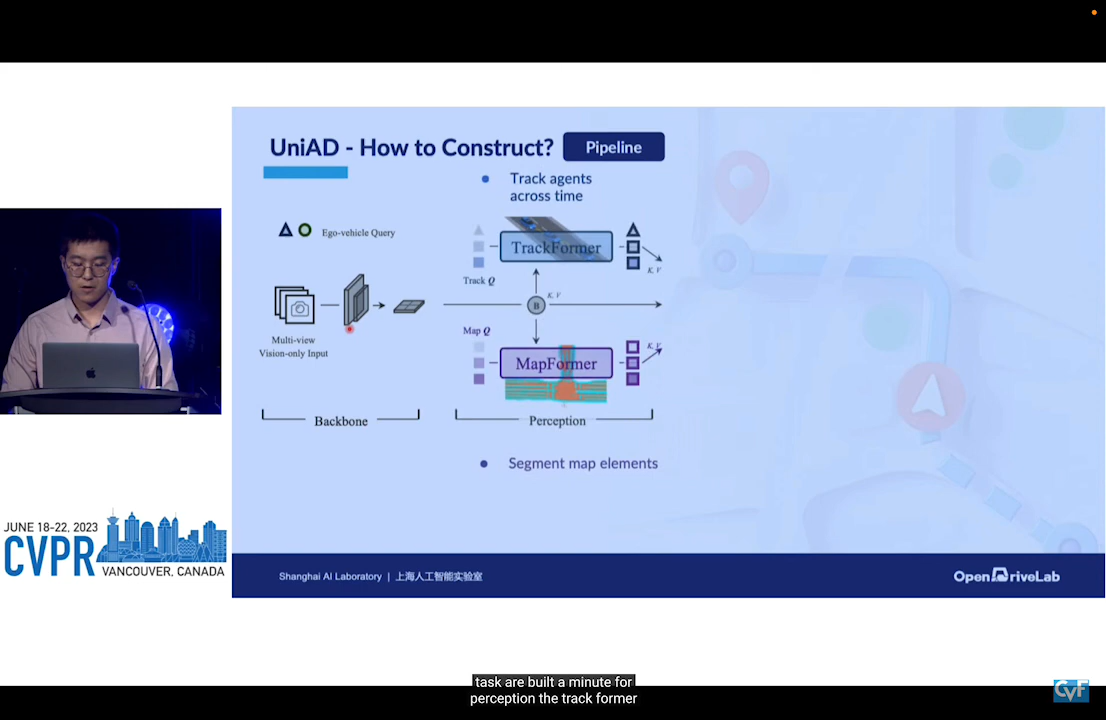 UniAD - How to Construct?
Pipeline
Track agents
across time
Ego-vehicle Query
TrackFormer
K, V
Track Q
K, V
B
Map Q
K, V
Multi-view
Vision-only Input
MapFormer
Backbone
Perception
Segment map elements
JUNE 18-22, 2023
CVPR
VANCOUVER, CANADA
Shanghai AI Laboratory | 上海人工智能实验室
OpenDriveLab
task are built a minute for
perception the track former
CVF